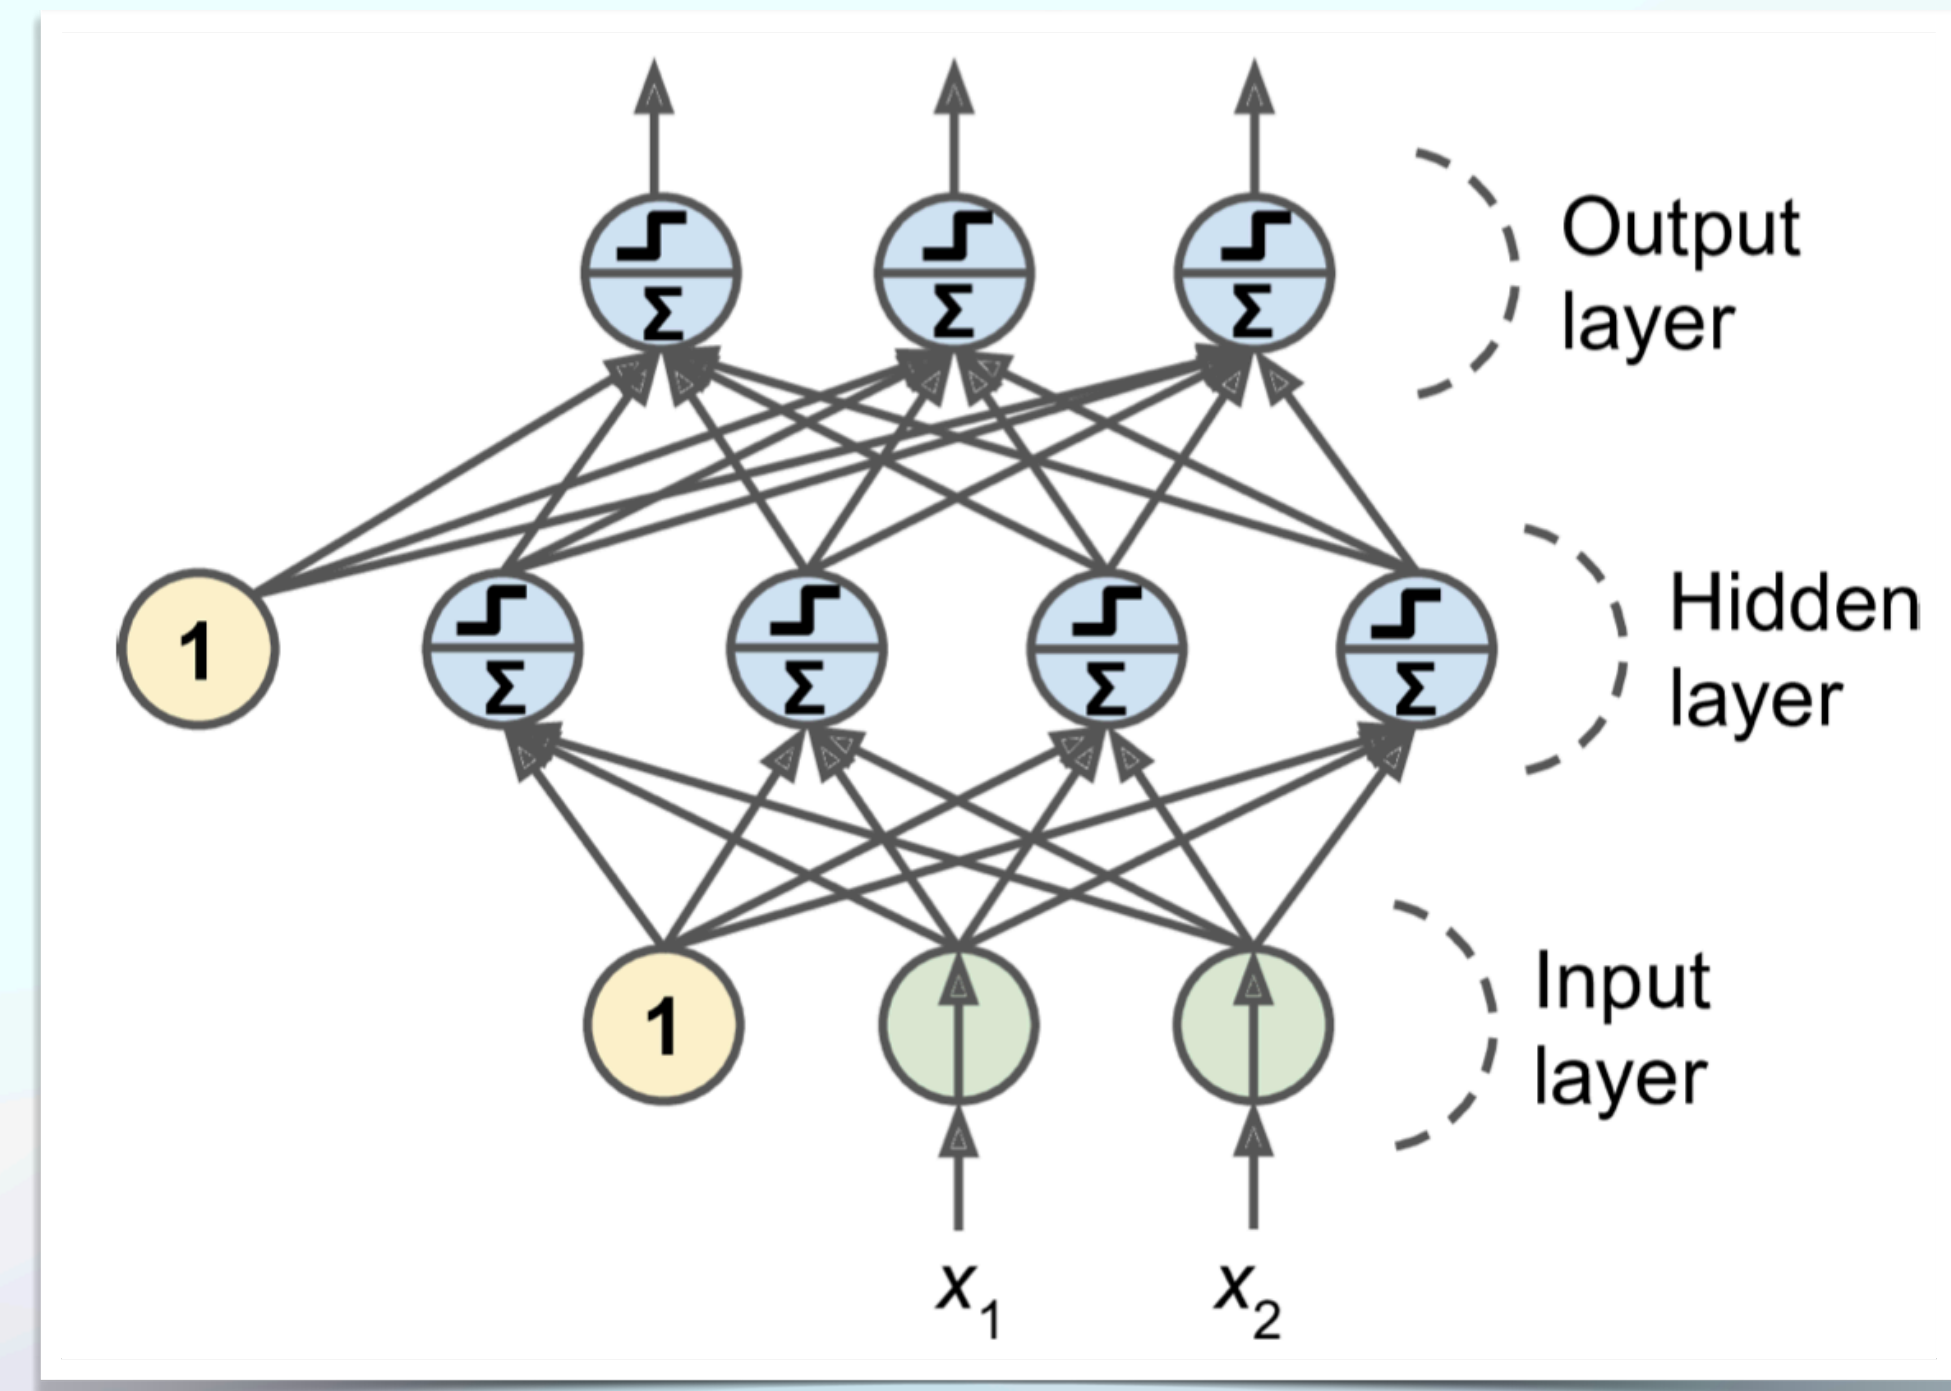 Σ Σ Σ
Output
layer
1 Σ Σ Σ Σ
Hidden
layer
1
Input
layer
x₁ x₂